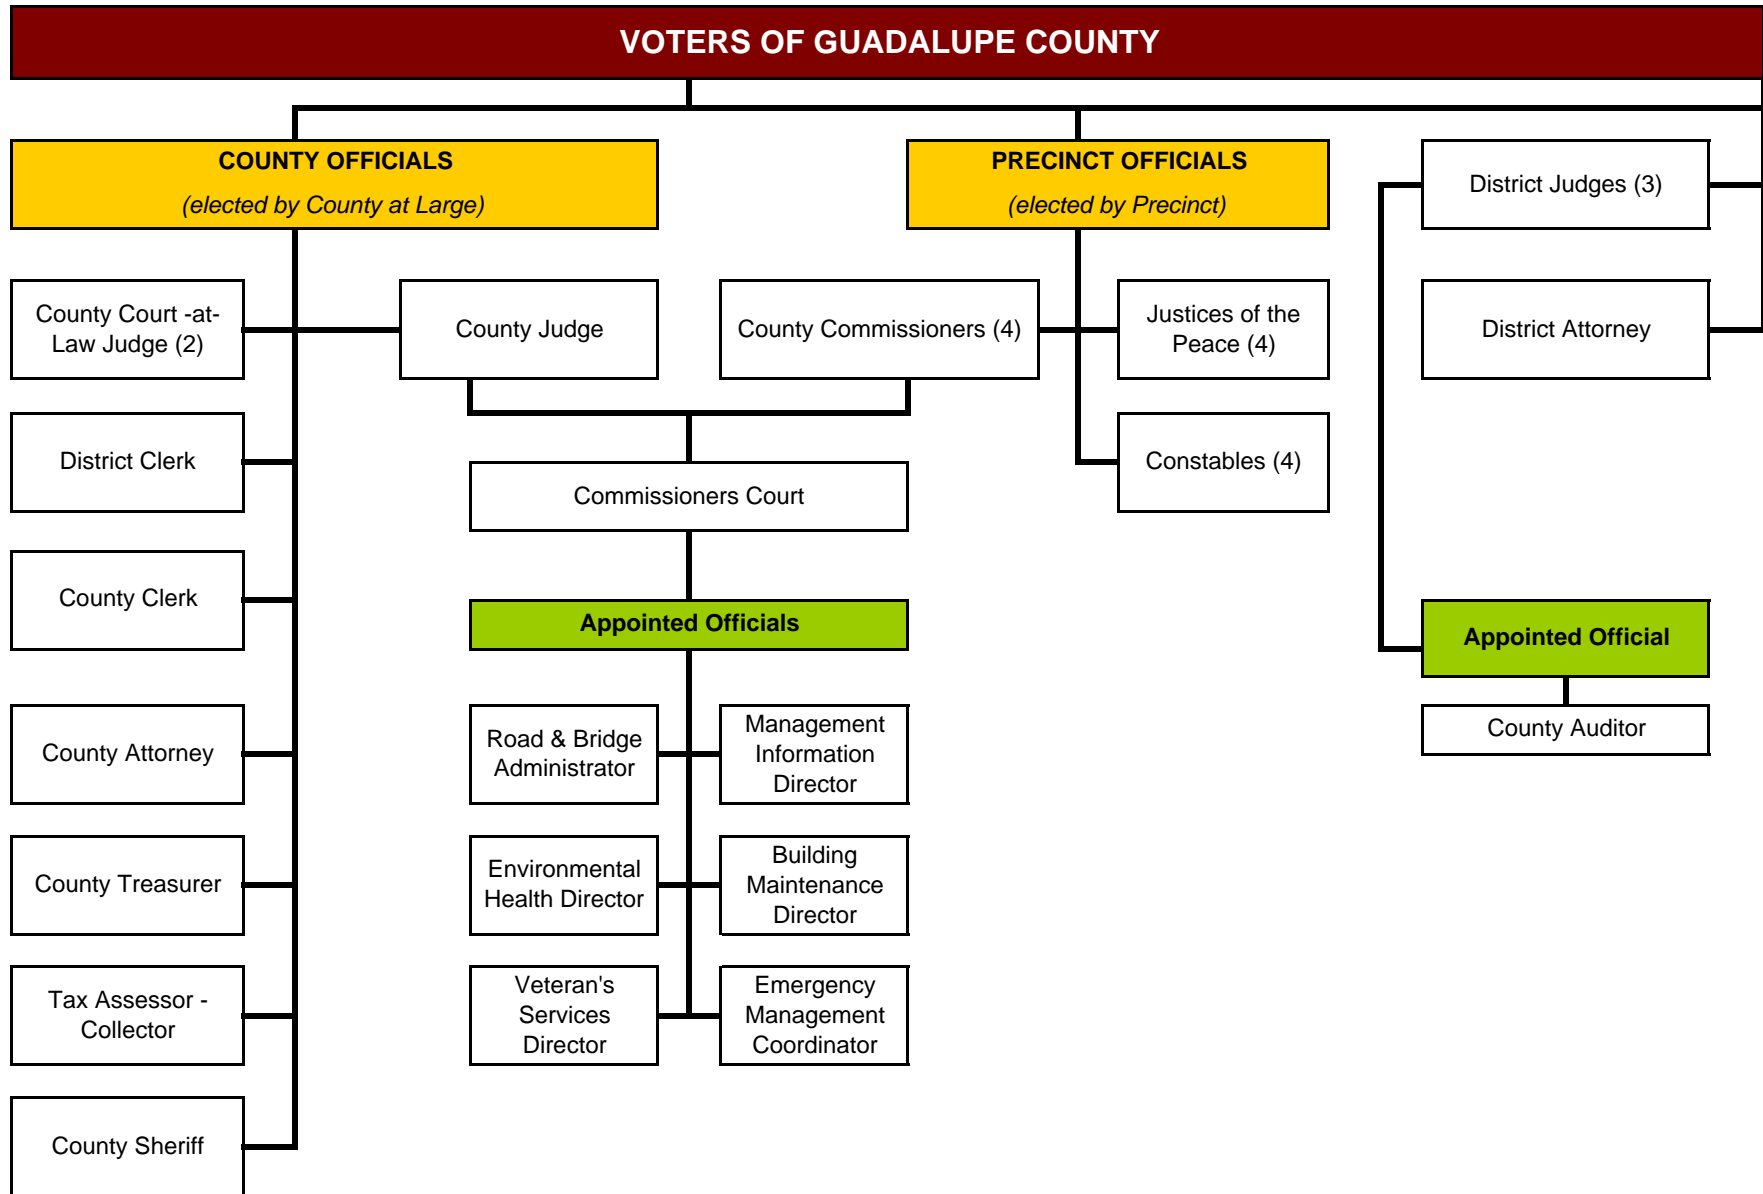 VOTERS OF GUADALUPE COUNTY
COUNTY OFFICIALS
(elected by County at Large)
PRECINCT OFFICIALS
(elected by Precinct)
District Judges (3)
County Court -at-
Law Judge (2)
County Judge
County Commissioners (4)
Justices of the
Peace (4)
District Attorney
District Clerk
Commissioners Court
Constables (4)
County Clerk
Appointed Officials
Appointed Official
County Attorney
Road & Bridge
Administrator
Management
Information
Director
County Auditor
County Treasurer
Environmental
Health Director
Building
Maintenance
Director
Tax Assessor -
Collector
Veteran's
Services
Director
Emergency
Management
Coordinator
County Sheriff